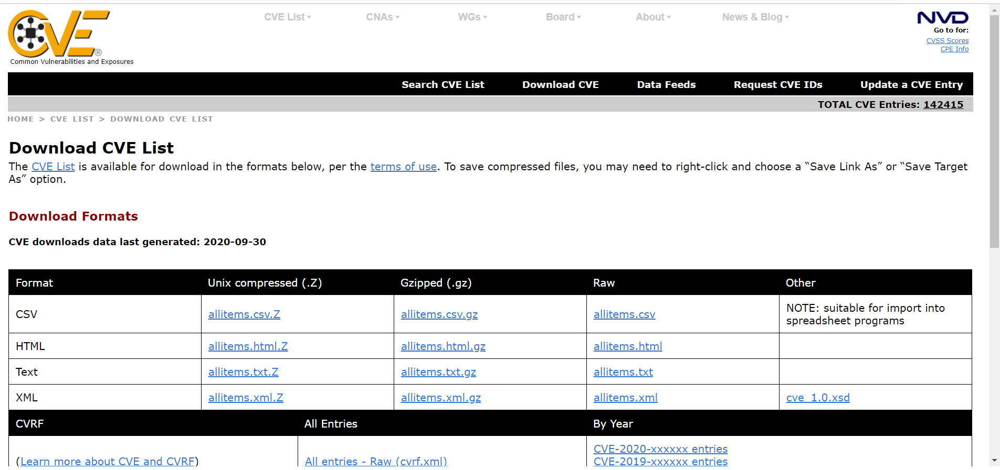 CVE®
Common Vulnerabilities and Exposures
CVE List
CNAs
WGs
Board
About
News & Blog
NVD
Go to for:
CVSS Scores
CPE Info
Search CVE List Download CVE Data Feeds Request CVE IDs Update a CVE Entry
TOTAL CVE Entries: 142415
HOME > CVE LIST > DOWNLOAD CVE LIST
Download CVE List
The CVE List is available for download in the formats below, per the terms of use. To save compressed files, you may need to right-click and choose a “Save Link As” or “Save Target
As” option.
Download Formats
CVE downloads data last generated: 2020-09-30
Format Unix compressed (.Z) Gzipped (.gz) Raw Other
CSV allitems.csv.Z allitems.csv.gz allitems.csv NOTE: suitable for import into
spreadsheet programs
HTML allitems.html.Z allitems.html.gz allitems.html
Text allitems.txt.Z allitems.txt.gz allitems.txt
XML allitems.xml.Z allitems.xml.gz allitems.xml cve_1.0.xsd
CVRF All Entries By Year
CVE-2020-xxxxxx entries
(Learn more about CVE and CVRF) All entries - Raw (cvrf.xml) CVE-2019-xxxxxx entries